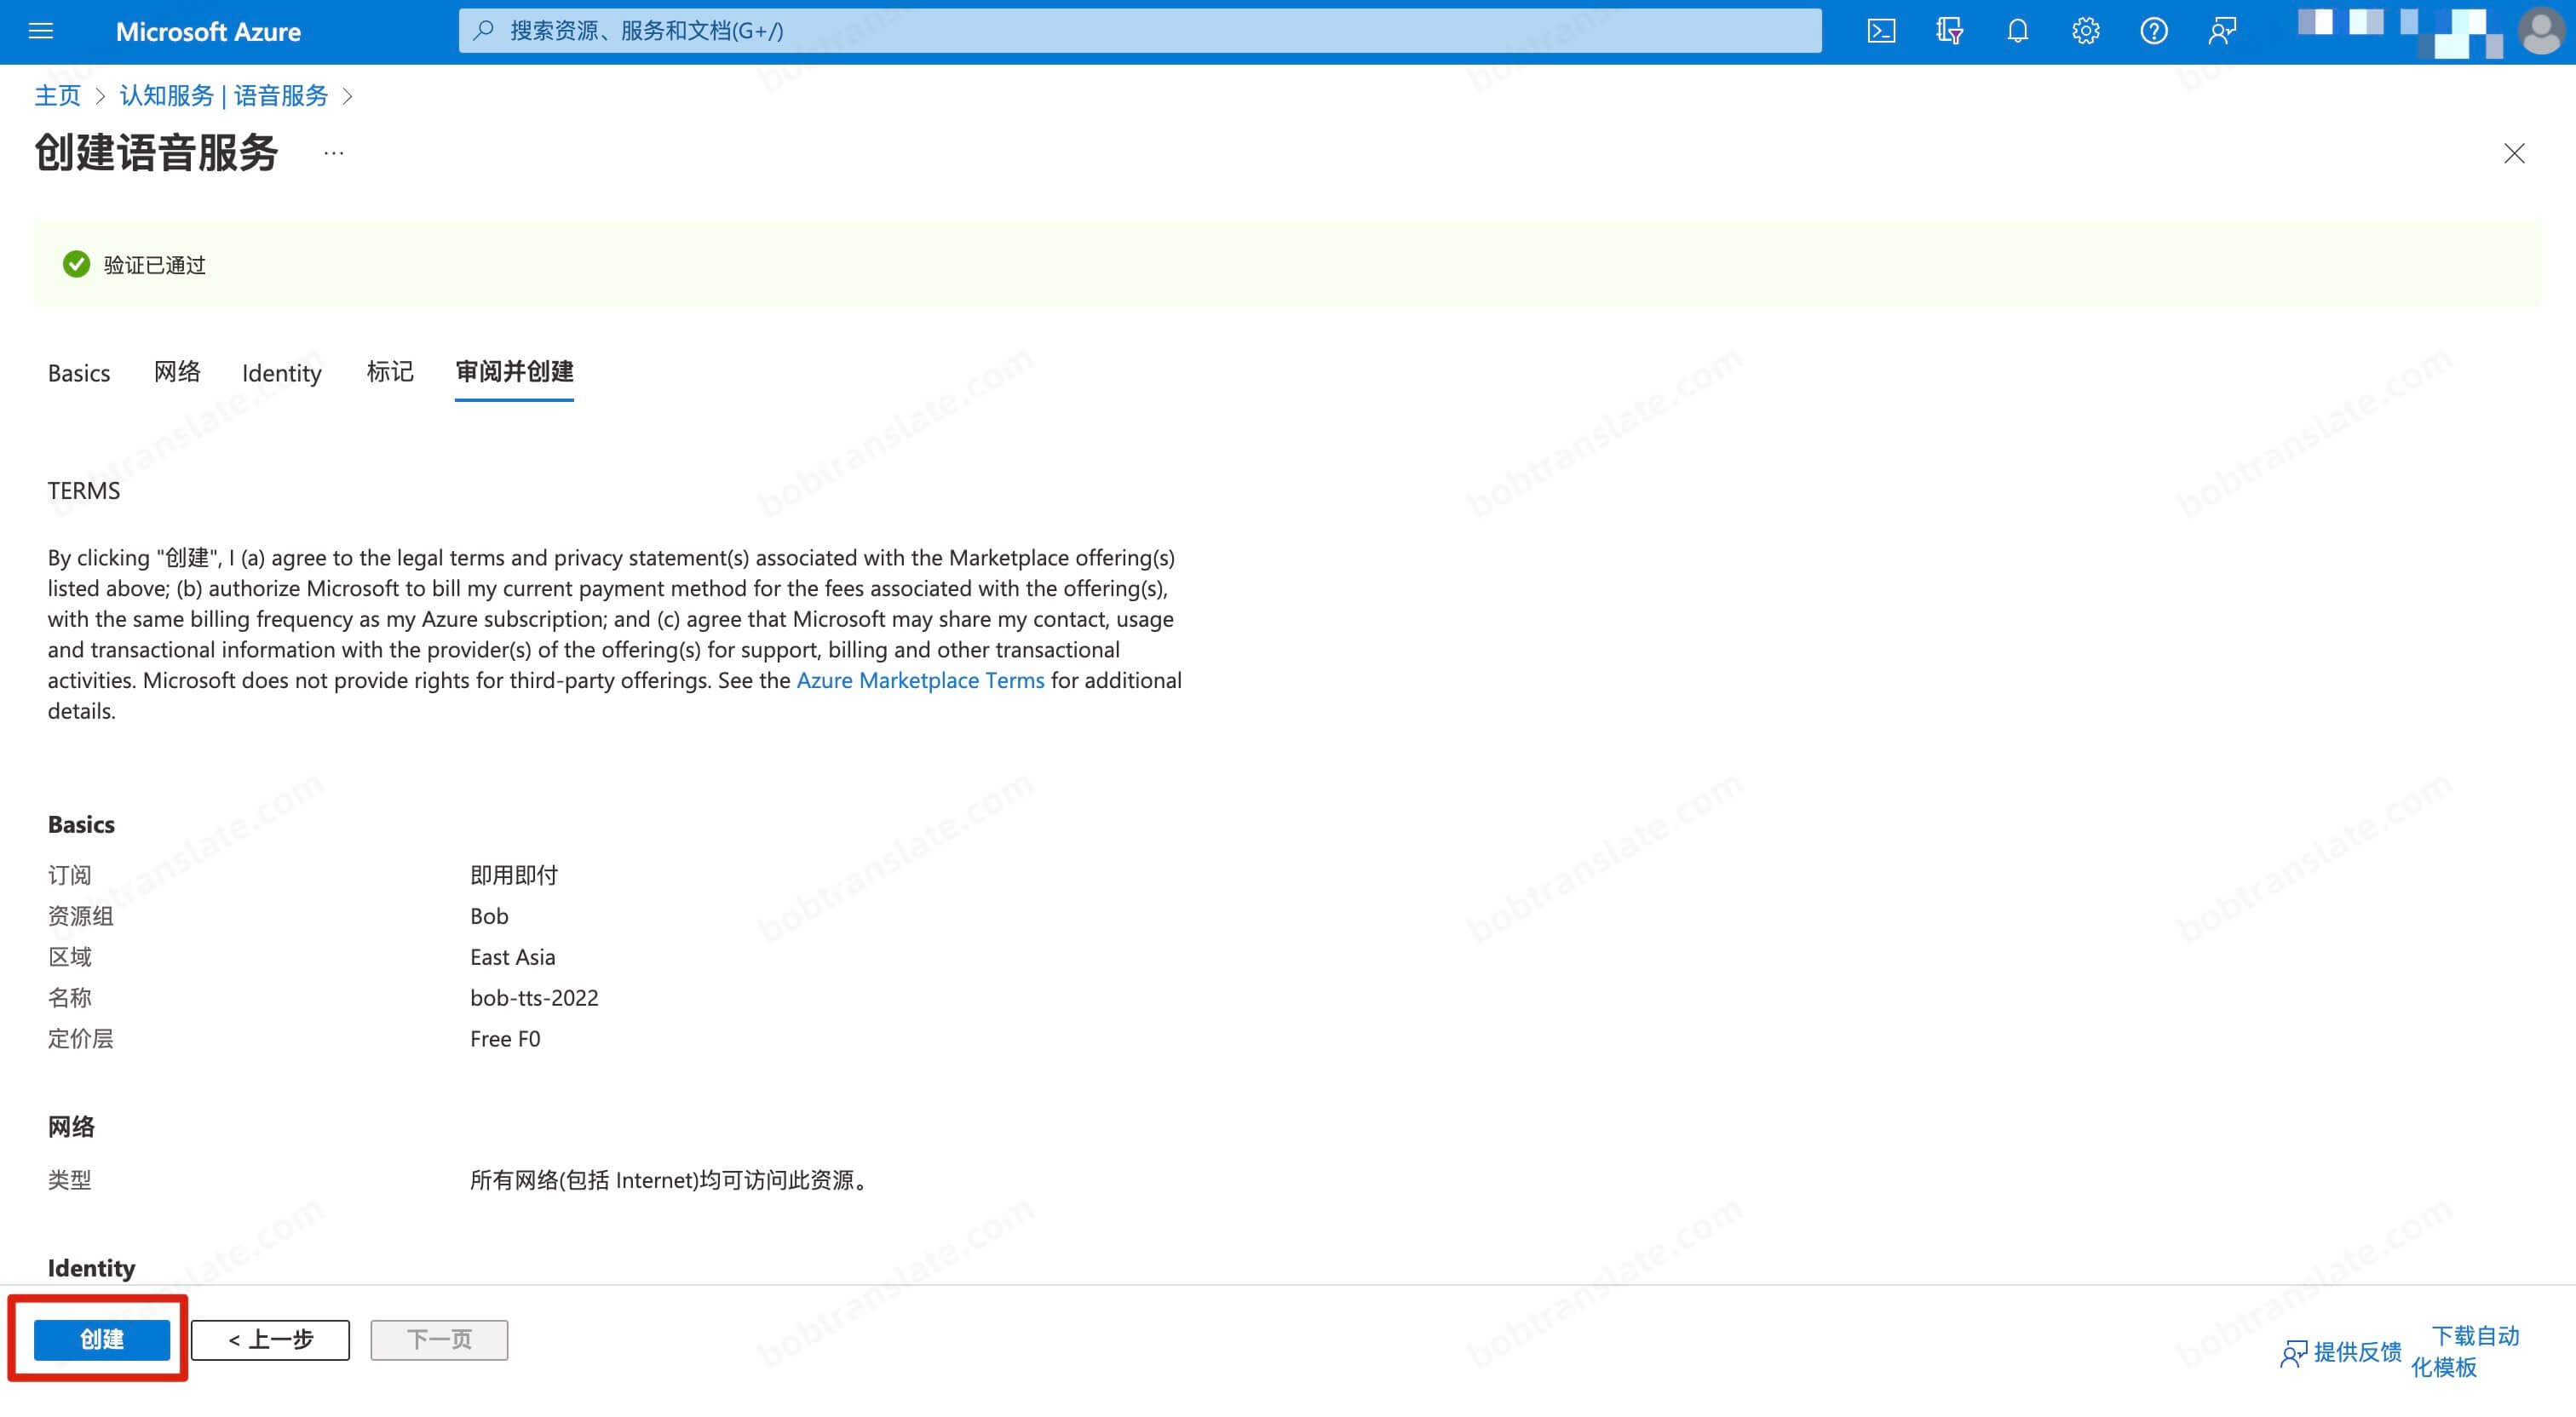 Microsoft Azure
搜索资源、服务和文档(G+/)
主页 > 认知服务 | 语音服务 >
创建语音服务 ...
验证已通过
Basics 网络 Identity 标记 审阅并创建
TERMS
By clicking "创建", I (a) agree to the legal terms and privacy statement(s) associated with the Marketplace offering(s)
listed above; (b) authorize Microsoft to bill my current payment method for the fees associated with the offering(s),
with the same billing frequency as my Azure subscription; and (c) agree that Microsoft may share my contact, usage
and transactional information with the provider(s) of the offering(s) for support, billing and other transactional
activities. Microsoft does not provide rights for third-party offerings. See the Azure Marketplace Terms for additional
details.
Basics
订阅 即用即付
资源组 Bob
区域 East Asia
名称 bob-tts-2022
定价层 Free F0
网络
类型 所有网络(包括 Internet)均可访问此资源。
Identity
创建 < 上一步 下一页
提供反馈
下载自动
化模板
bobtranslate.com